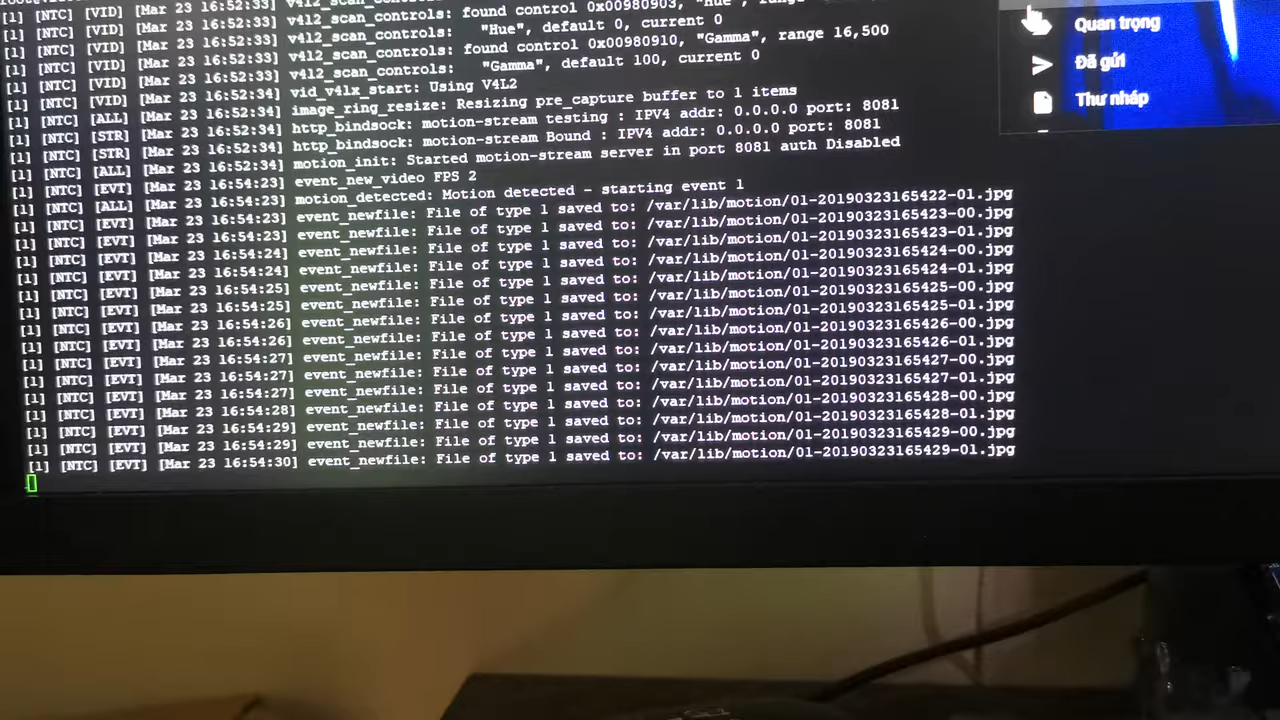 [1] [NTC] [VID] [Mar 23 16:52:33] v4l2_scan_controls: found control 0x00980903, "Hue", range
[1] [NTC] [VID] [Mar 23 16:52:33] v4l2_scan_controls: "Hue", default 0, current 0
[1] [NTC] [VID] [Mar 23 16:52:33] v4l2_scan_controls: found control 0x00980910, "Gamma", range 16,500
[1] [NTC] [VID] [Mar 23 16:52:33] v4l2_scan_controls: "Gamma", default 100, current 0
[1] [NTC] [VID] [Mar 23 16:52:34] vid_v4lx_start: Using V4L2
[1] [NTC] [ALL] [Mar 23 16:52:34] image_ring_resize: Resizing pre_capture buffer to 1 items
[1] [NTC] [STR] [Mar 23 16:52:34] http_bindsock: motion-stream testing : IPV4 addr: 0.0.0.0 port: 8081
[1] [NTC] [STR] [Mar 23 16:52:34] http_bindsock: motion-stream Bound : IPV4 addr: 0.0.0.0 port: 8081
[1] [NTC] [ALL] [Mar 23 16:52:34] motion_init: Started motion-stream server in port 8081 auth Disabled
[1] [NTC] [EVT] [Mar 23 16:54:23] event_new_video FPS 2
[1] [NTC] [ALL] [Mar 23 16:54:23] motion_detected: Motion detected - starting event 1
[1] [NTC] [EVT] [Mar 23 16:54:23] event_newfile: File of type 1 saved to: /var/lib/motion/01-20190323165422-01.jpg
[1] [NTC] [EVT] [Mar 23 16:54:23] event_newfile: File of type 1 saved to: /var/lib/motion/01-20190323165423-00.jpg
[1] [NTC] [EVT] [Mar 23 16:54:24] event_newfile: File of type 1 saved to: /var/lib/motion/01-20190323165423-01.jpg
[1] [NTC] [EVT] [Mar 23 16:54:24] event_newfile: File of type 1 saved to: /var/lib/motion/01-20190323165424-00.jpg
[1] [NTC] [EVT] [Mar 23 16:54:25] event_newfile: File of type 1 saved to: /var/lib/motion/01-20190323165424-01.jpg
[1] [NTC] [EVT] [Mar 23 16:54:25] event_newfile: File of type 1 saved to: /var/lib/motion/01-20190323165425-00.jpg
[1] [NTC] [EVT] [Mar 23 16:54:26] event_newfile: File of type 1 saved to: /var/lib/motion/01-20190323165425-01.jpg
[1] [NTC] [EVT] [Mar 23 16:54:26] event_newfile: File of type 1 saved to: /var/lib/motion/01-20190323165426-00.jpg
[1] [NTC] [EVT] [Mar 23 16:54:27] event_newfile: File of type 1 saved to: /var/lib/motion/01-20190323165426-01.jpg
[1] [NTC] [EVT] [Mar 23 16:54:27] event_newfile: File of type 1 saved to: /var/lib/motion/01-20190323165427-00.jpg
[1] [NTC] [EVT] [Mar 23 16:54:27] event_newfile: File of type 1 saved to: /var/lib/motion/01-20190323165427-01.jpg
[1] [NTC] [EVT] [Mar 23 16:54:28] event_newfile: File of type 1 saved to: /var/lib/motion/01-20190323165428-00.jpg
[1] [NTC] [EVT] [Mar 23 16:54:29] event_newfile: File of type 1 saved to: /var/lib/motion/01-20190323165428-01.jpg
[1] [NTC] [EVT] [Mar 23 16:54:29] event_newfile: File of type 1 saved to: /var/lib/motion/01-20190323165429-00.jpg
[1] [NTC] [EVT] [Mar 23 16:54:30] event_newfile: File of type 1 saved to: /var/lib/motion/01-20190323165429-01.jpg
Quan trọng
Đã gửi
Thư nháp